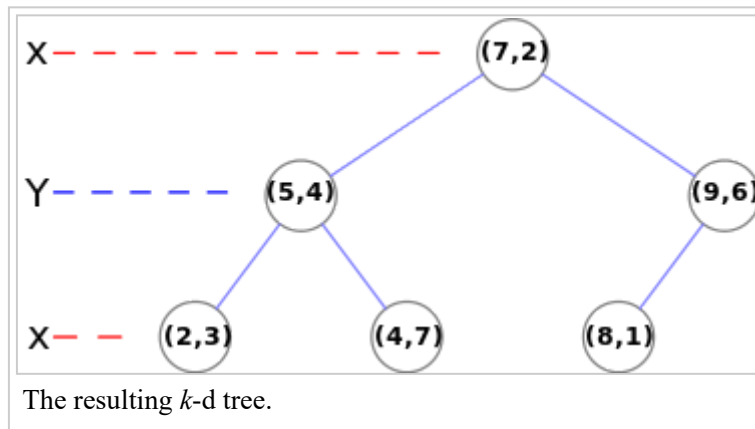 X (7,2)
Y (5,4) (9,6)
x (2,3) (4,7) (8,1)
The resulting k-d tree.